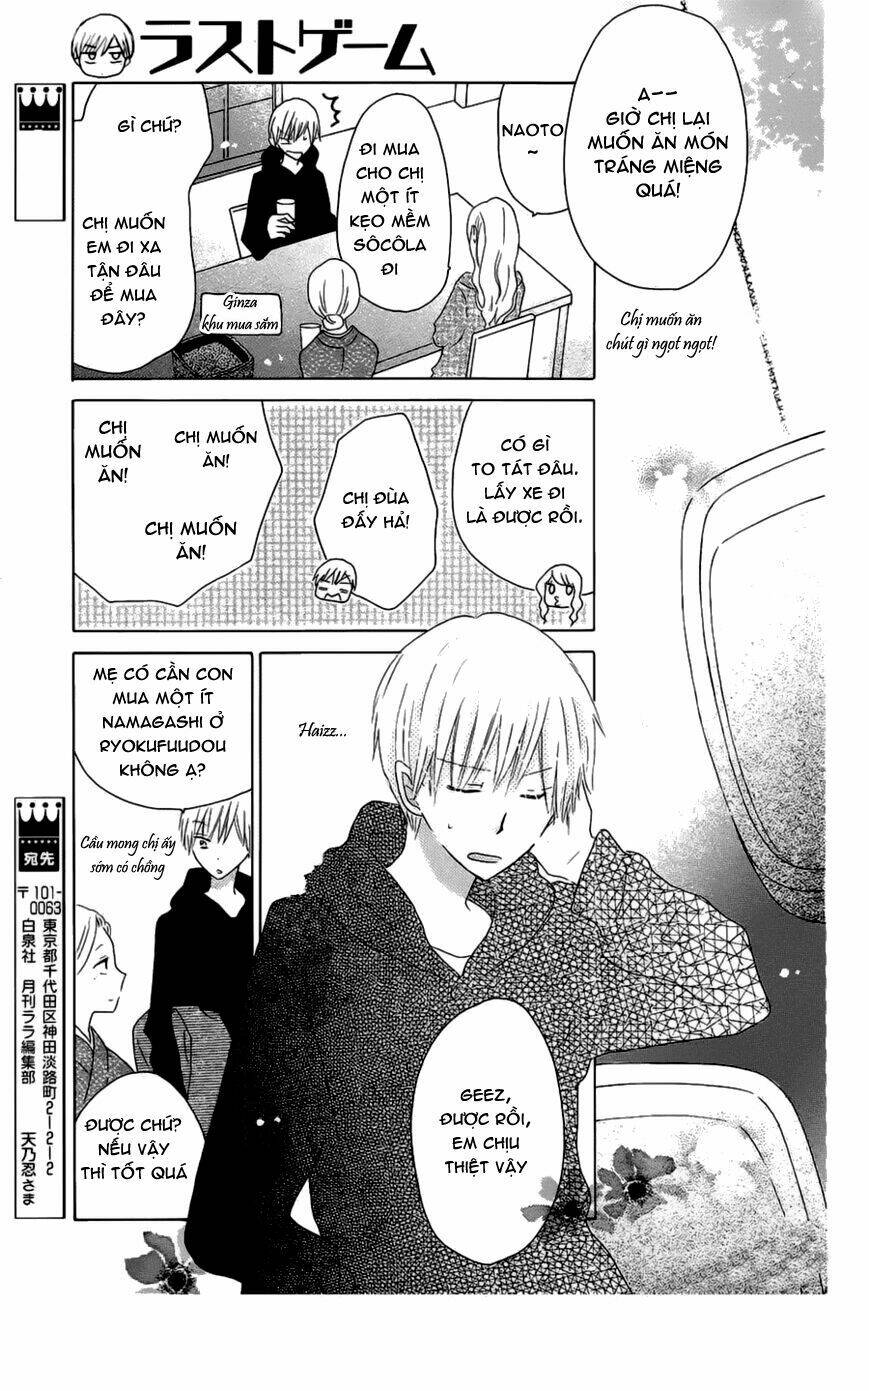 ラストゲーム
A--
GIỜ CHỊ LẠI
MUỐN ĂN MÓN
TRÁNG MIỆNG
QUÁ!
NAOTO
~
Chị muốn ăn
chút gì ngọt ngọt!
ĐI MUA
CHO CHỊ
MỘT ÍT
KẸO MỀM
SÔCÔLA
ĐI
Ginza
khu mua sắm
GÌ CHỨ?
CHỊ MUỐN
EM ĐI XA
TẬN ĐÂU
ĐỂ MUA
ĐÂY?
CÓ GÌ
TO TÁT ĐÂU.
LẤY XE ĐI
LÀ ĐƯỢC RỒI.
CHỊ ĐÙA
ĐẤY HẢ!
CHỊ MUỐN
ĂN!
CHỊ MUỐN
ĂN!
CHỊ
MUỐN
ĂN!
Haizz...
GEEZ,
ĐƯỢC RỒI,
EM CHỊU
THIỆT VẬY
MẸ CÓ CẦN CON
MUA MỘT ÍT
NAMAGASHI Ở
RYOKUFUUDOU
KHÔNG Ạ?
Cầu mong chị ấy
sớm có chồng
ĐƯỢC CHỨ?
NẾU VẬY
THÌ TỐT QUÁ
宛先
〒101-
0063
東京都千代田区神田淡路町2-2-2
白泉社 月刊ララ編集部 天乃忍さま